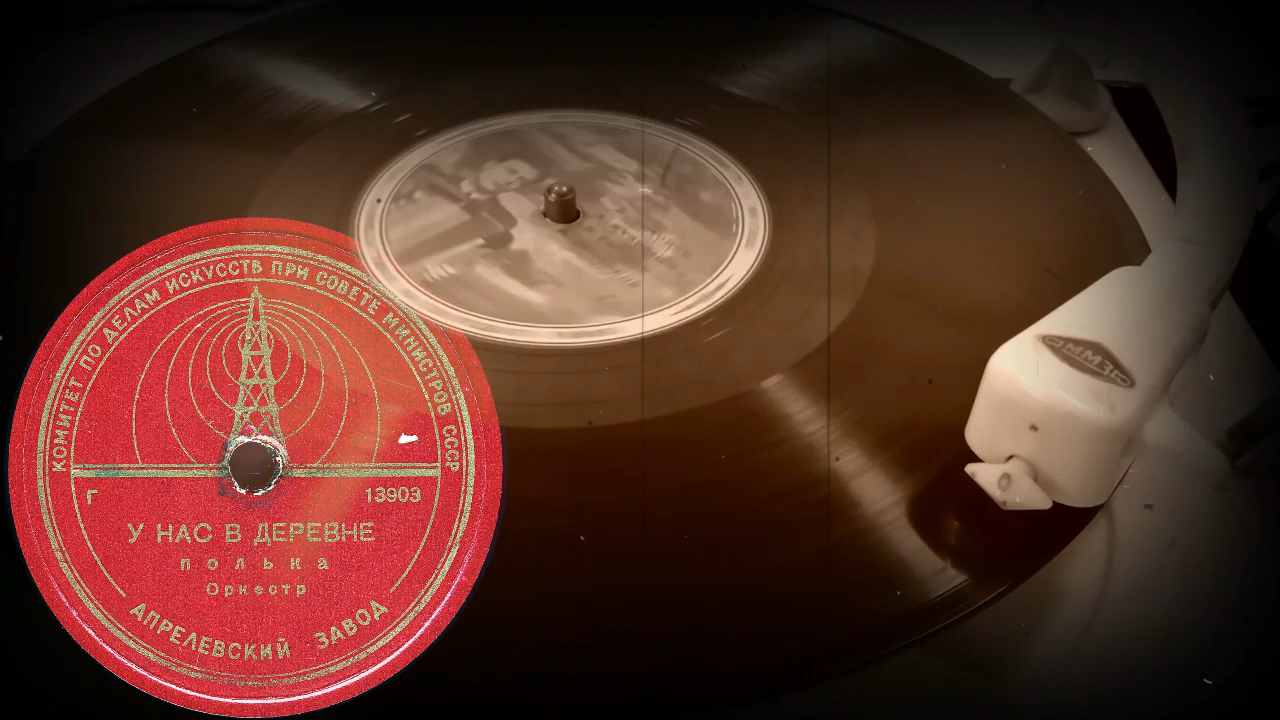 КОМИТЕТ ПО ДЕЛАМ ИСКУССТВ ПРИ СОВЕТЕ МИНИСТРОВ СССР
Г 13903
У НАС В ДЕРЕВНЕ
полька
Оркестр
АПРЕЛЕВСКИЙ ЗАВОД